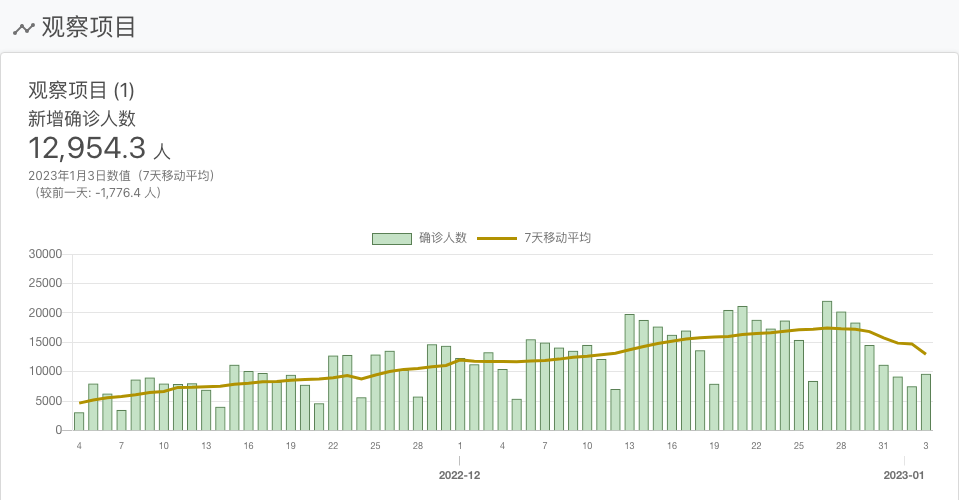 观察项目
观察项目 (1)
新增确诊人数
12,954.3 人
2023年1月3日数值（7天移动平均）
（较前一天: -1,776.4 人）
确诊人数 7天移动平均
30000
25000
20000
15000
10000
5000
0
4 7 10 13 16 19 22 25 28 1 4 7 10 13 16 19 22 25 28 31 3
2022-12 2023-01